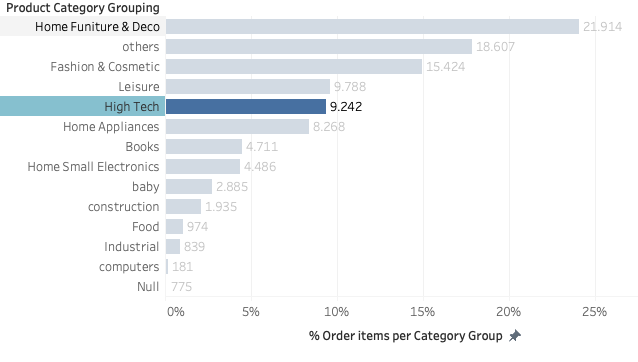 Product Category Grouping
Home Funiture & Deco 21.914
others 18.607
Fashion & Cosmetic 15.424
Leisure 9.788
High Tech 9.242
Home Appliances 8.268
Books 4.711
Home Small Electronics 4.486
baby 2.885
construction 1.935
Food 974
Industrial 839
computers 181
Null 775
0% 5% 10% 15% 20% 25%
% Order items per Category Group